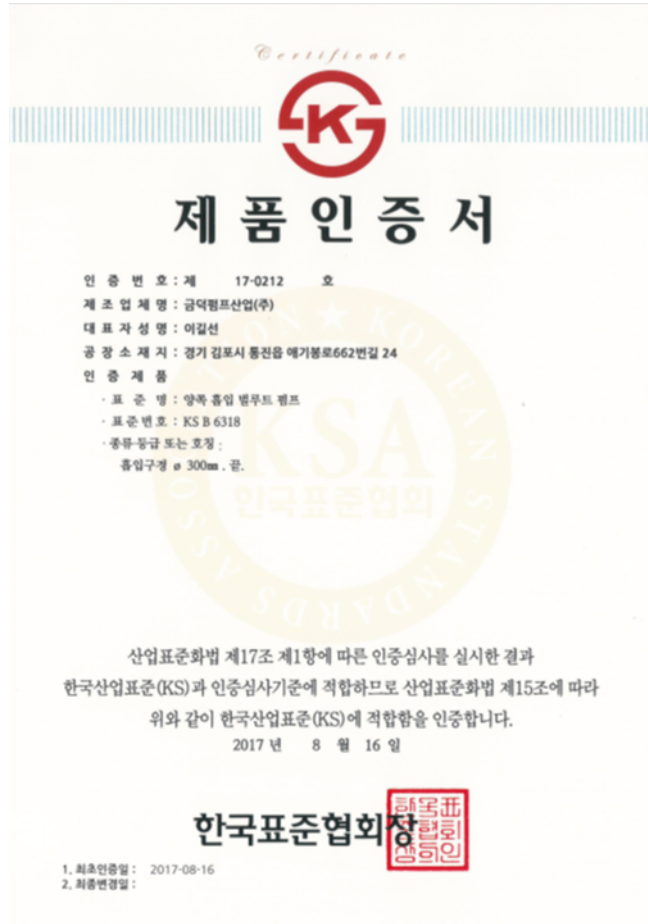 Certificate
K
제품인증서
인 증 번 호 : 제 17-0212 호
제 조 업 체 명 : 금덕펌프산업(주)
대 표 자 성 명 : 이길선
공 장 소 재 지 : 경기 김포시 통진읍 애기봉로662번길 24
인 증 제 품
· 표 준 명 : 양쪽 흡입 벌루트 펌프
· 표준번호 : KS B 6318
· 종류·등급 또는 호칭 :
흡입구경 ø 300㎜ . 끝.
KOREAN STANDARDS ASSOCIATION
KSA
한국표준협회
산업표준화법 제17조 제1항에 따른 인증심사를 실시한 결과
한국산업표준(KS)과 인증심사기준에 적합하므로 산업표준화법 제15조에 따라
위와 같이 한국산업표준(KS)에 적합함을 인증합니다.
2017 년 8 월 16 일
한국표준협회장
1. 최초인증일 : 2017-08-16
2. 최종변경일 :